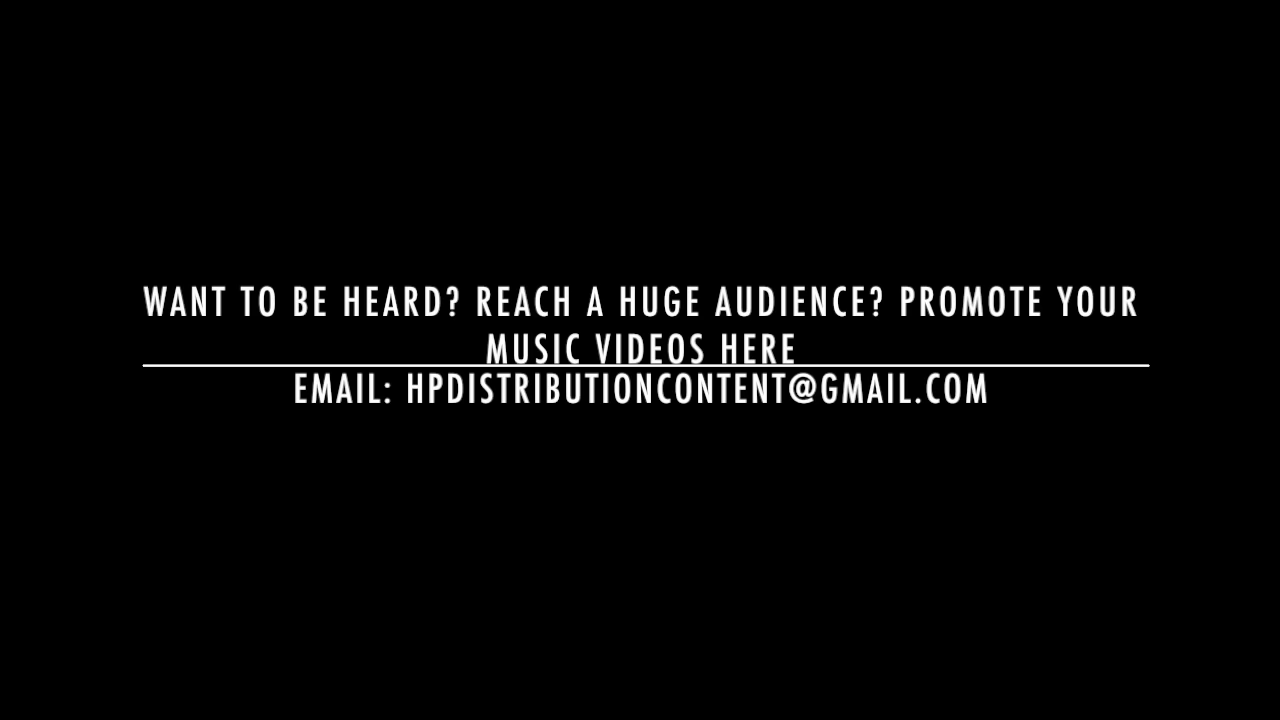 WANT TO BE HEARD? REACH A HUGE AUDIENCE? PROMOTE YOUR
MUSIC VIDEOS HERE
EMAIL: HPDISTRIBUTIONCONTENT@GMAIL.COM